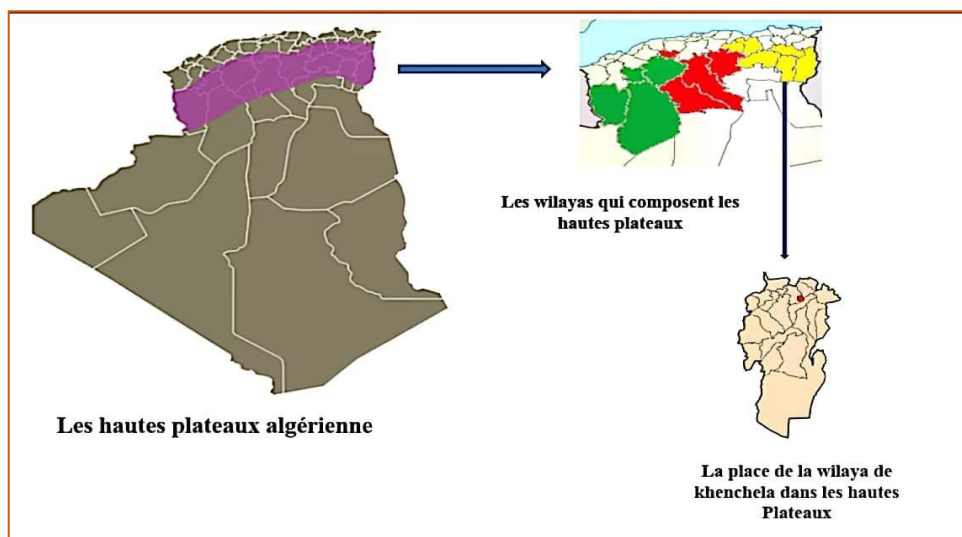 Les wilayas qui composent les
hautes plateaux
Les hautes plateaux algérienne
La place de la wilaya de
khenchela dans les hautes
Plateaux